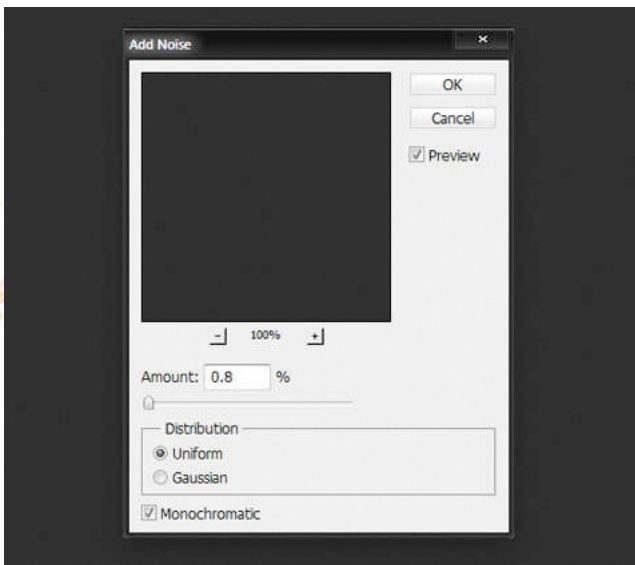 Add Noise
OK
Cancel
Preview
- 100% +
Amount: 0.8 %
Distribution
Uniform
Gaussian
Monochromatic